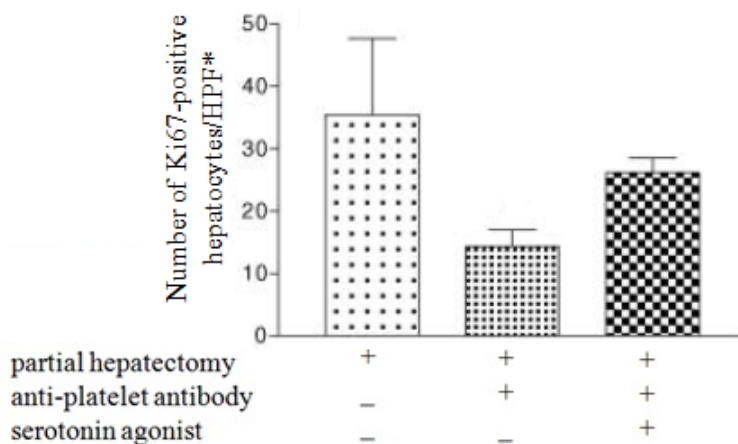 Number of Ki67-positive
hepatocytes/HPF*
50
40
30
20
10
0
partial hepatectomy + + +
anti-platelet antibody – + +
serotonin agonist – – +